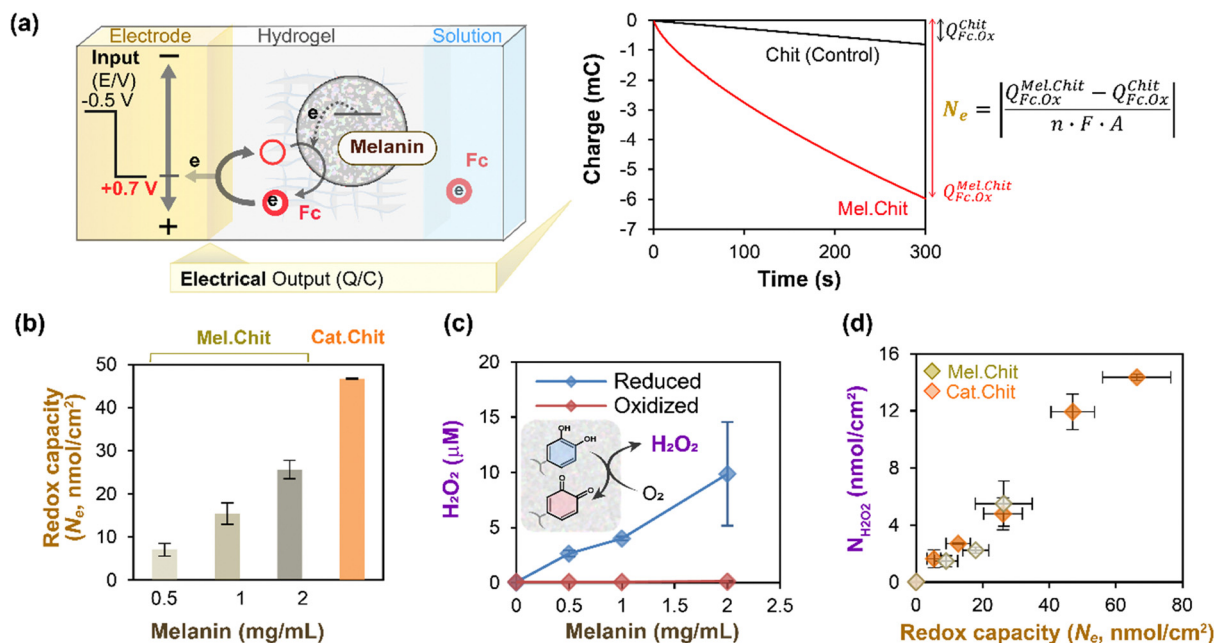 (a)
Electrode
Hydrogel
Solution
Input
(E/V)
-0.5 V
−
e
+0.7 V
+
e
Melanin
e
Fc
Fc
e
Electrical Output (Q/C)
0
-1
-2
-3
-4
-5
-6
-7
Charge (mC)
0 100 200 300
Time (s)
Chit (Control)
Mel.Chit
Q_{Fc.Ox}^{Chit}
N_e = |(Q_{Fc.Ox}^{Mel.Chit} − Q_{Fc.Ox}^{Chit}) / (n · F · A)|
Q_{Fc.Ox}^{Mel.Chit}
(b)
Mel.Chit
Cat.Chit
50
40
30
20
10
0
Redox capacity
(N_e, nmol/cm²)
0.5 1 2
Melanin (mg/mL)
(c)
20
15
10
5
0
H₂O₂ (μM)
Reduced
Oxidized
OH
OH
H₂O₂
O
O
O₂
0 0.5 1 2
Melanin (mg/mL)
(d)
16
12
8
4
0
N_{H2O2} (nmol/cm²)
Mel.Chit
Cat.Chit
0 20 40 60 80
Redox capacity (N_e, nmol/cm²)